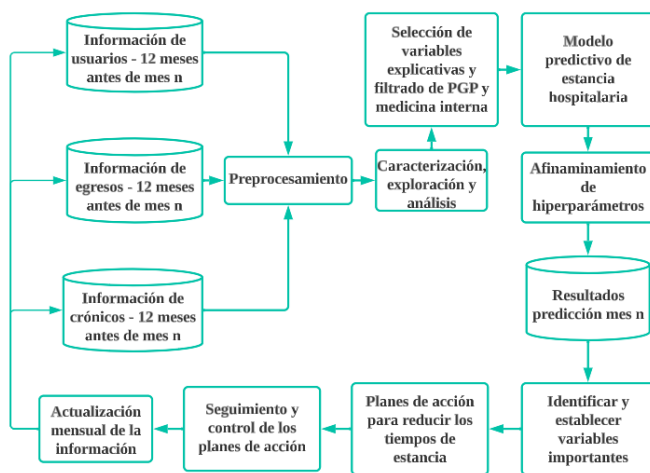 Información de
usuarios - 12 meses
antes de mes n
Información de
egresos - 12 meses
antes de mes n
Información de
crónicos - 12 meses
antes de mes n
Preprocesamiento
Caracterización,
exploración y
análisis
Selección de
variables
explicativas y
filtrado de PGP y
medicina interna
Modelo
predictivo de
estancia
hospitalaria
Afinaminamiento
de
hiperparámetros
Resultados
predicción mes n
Identificar y
establecer
variables
importantes
Planes de acción
para reducir los
tiempos de
estancia
Seguimiento y
control de los
planes de acción
Actualización
mensual de la
información